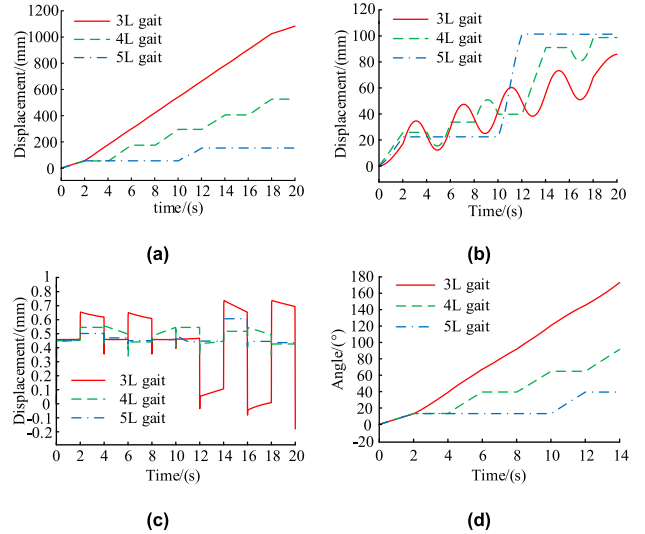 1200
1000
800
600
400
200
0
-200
Displacement/(mm)
3L gait
4L gait
5L gait
0 2 4 6 8 10 12 14 16 18 20
time/(s)
(a)
120
100
80
60
40
20
0
Displacement/(mm)
3L gait
4L gait
5L gait
0 2 4 6 8 10 12 14 16 18 20
Time/(s)
(b)
1
0.8
0.7
0.6
0.5
0.4
0.5
0.2
0.1
0
-0.1
-0.2
Displacement/(mm)
3L gait
4L gait
5L gait
0 2 4 6 8 10 12 14 16 18 20
Time/(s)
(c)
180
160
140
120
100
80
60
40
20
0
-20
Angle/(°)
3L gait
4L gait
5L gait
0 2 4 6 8 10 12 14
Time/(s)
(d)